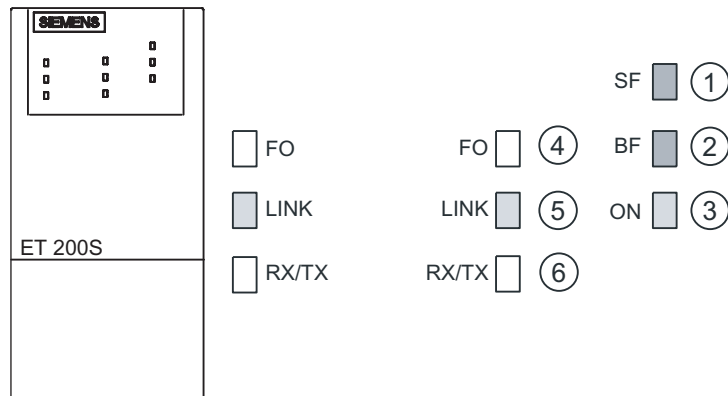 SIEMENS
SF 1
FO FO 4 BF 2
LINK LINK 5 ON 3
ET 200S
RX/TX RX/TX 6